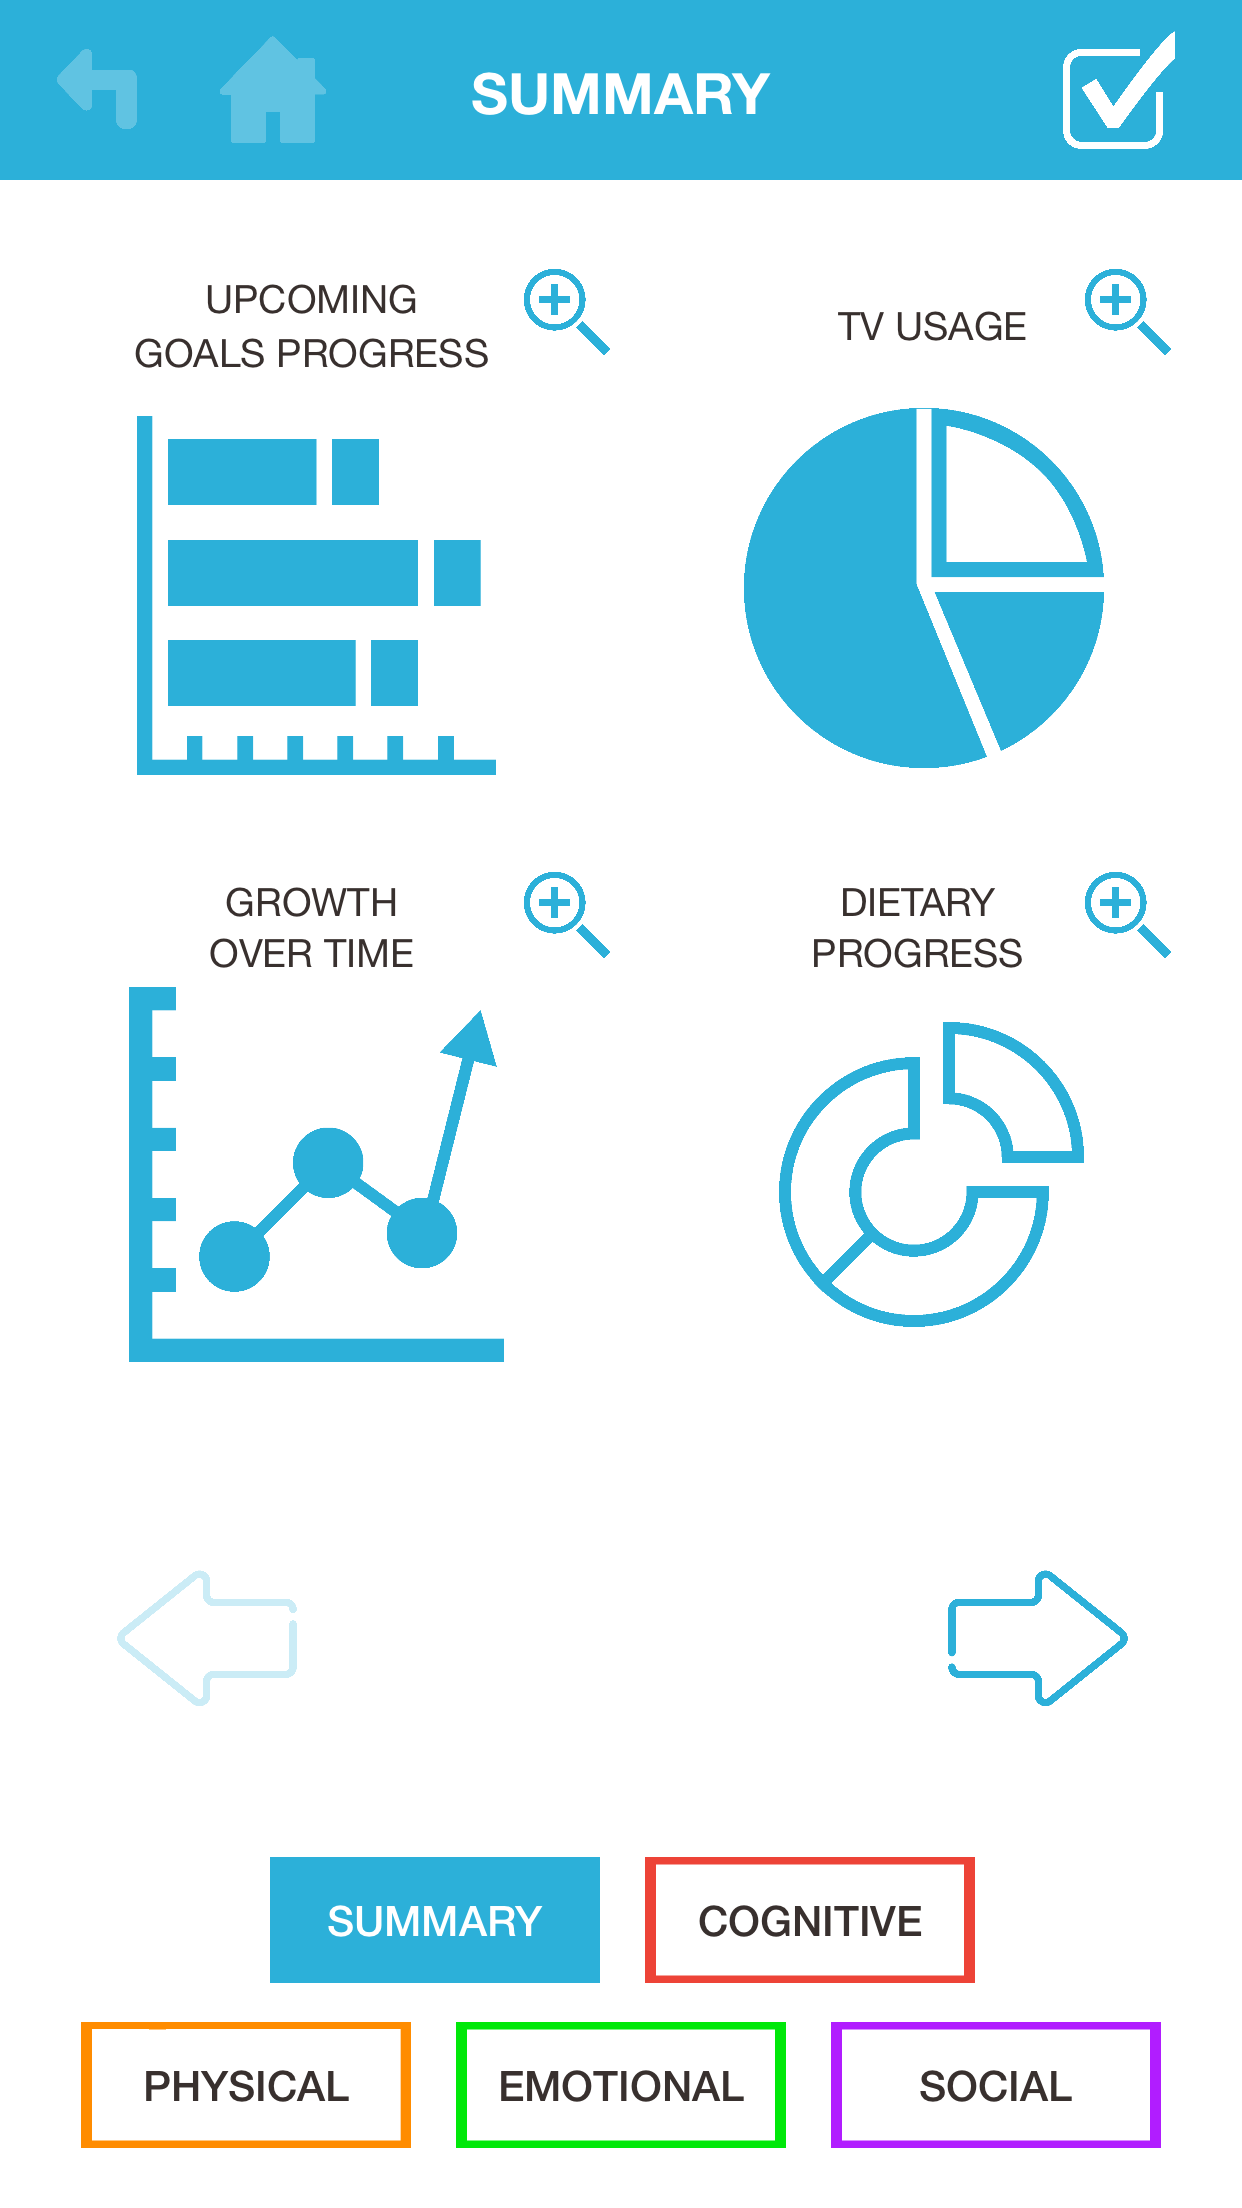 SUMMARY
UPCOMING
GOALS PROGRESS
TV USAGE
GROWTH
OVER TIME
DIETARY
PROGRESS
SUMMARY
COGNITIVE
PHYSICAL
EMOTIONAL
SOCIAL